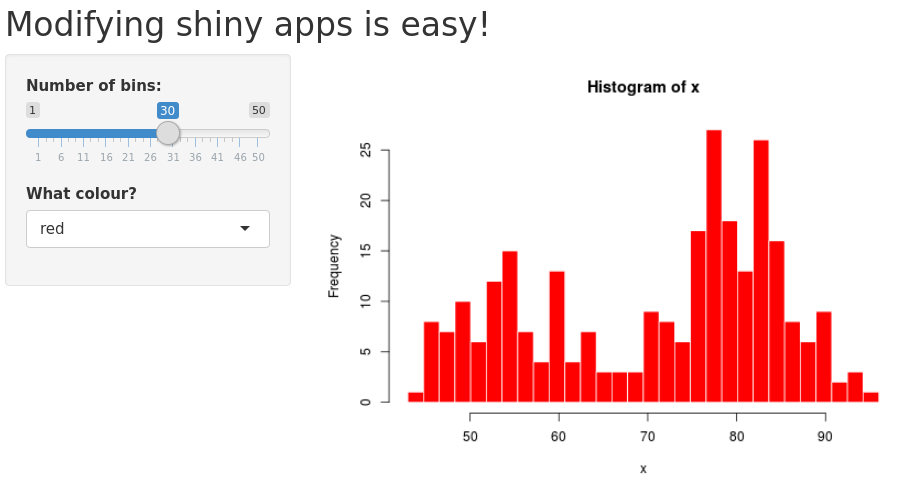 Modifying shiny apps is easy!
Number of bins:
1 30 50
1 6 11 16 21 26 31 36 41 46 50
What colour?
red
Histogram of x
Frequency
25
20
15
10
5
0
50 60 70 80 90
x